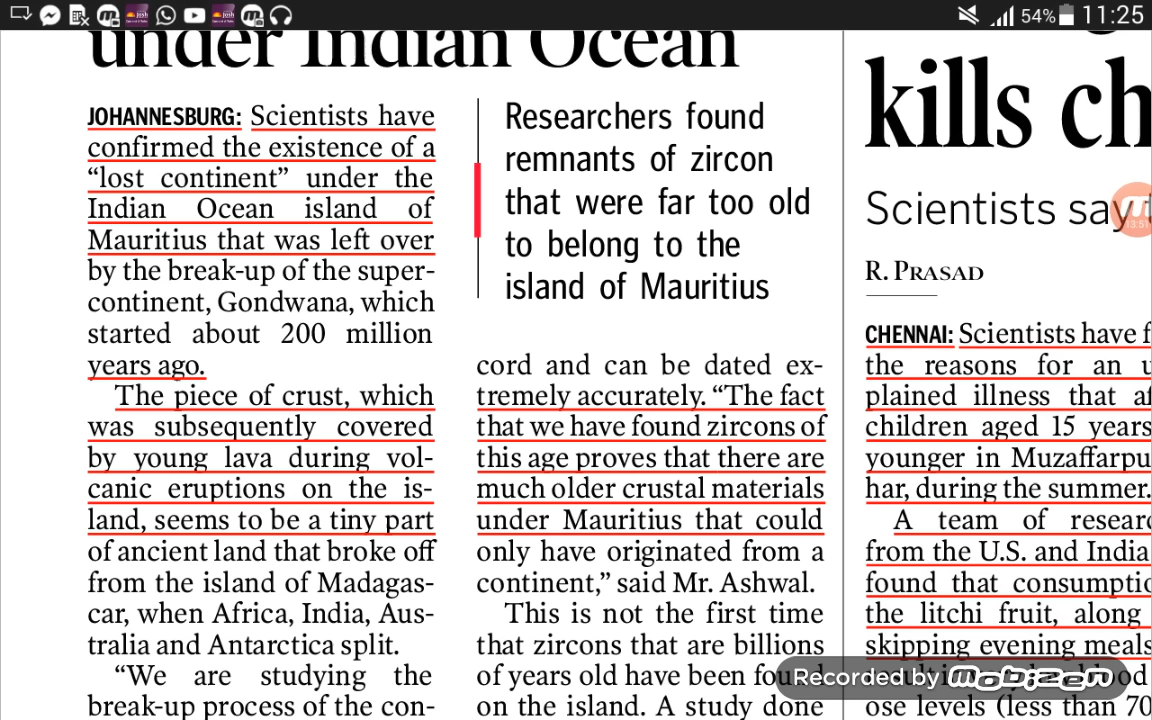 54% 11:25
under Indian Ocean
JOHANNESBURG: Scientists have
confirmed the existence of a
“lost continent” under the
Indian Ocean island of
Mauritius that was left over
by the break-up of the super-
continent, Gondwana, which
started about 200 million
years ago.
The piece of crust, which
was subsequently covered
by young lava during vol-
canic eruptions on the is-
land, seems to be a tiny part
of ancient land that broke off
from the island of Madagas-
car, when Africa, India, Aus-
tralia and Antarctica split.
“We are studying the
break-up process of the con-
Researchers found
remnants of zircon
that were far too old
to belong to the
island of Mauritius
cord and can be dated ex-
tremely accurately. “The fact
that we have found zircons of
this age proves that there are
much older crustal materials
under Mauritius that could
only have originated from a
continent,” said Mr. Ashwal.
This is not the first time
that zircons that are billions
of years old have been found
on the island. A study done
kills ch
Scientists say
13:51
R. PRASAD
CHENNAI: Scientists have f
the reasons for an u
plained illness that af
children aged 15 years
younger in Muzaffarpu
har, during the summer.
A team of researc
from the U.S. and India
found that consumptio
the litchi fruit, along
skipping evening meals
ose levels (less than 70
Recorded by mobizen